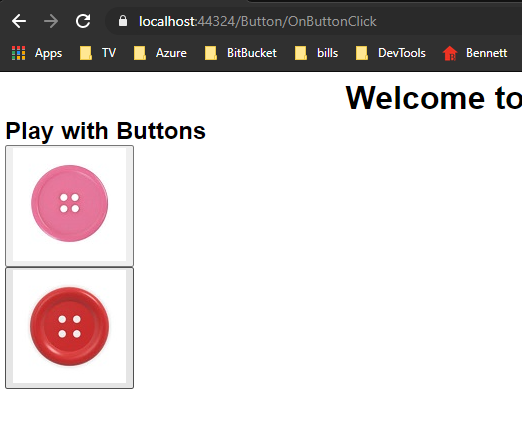 localhost:44324/Button/OnButtonClick
Apps TV Azure BitBucket bills DevTools Bennett
Welcome to
Play with Buttons